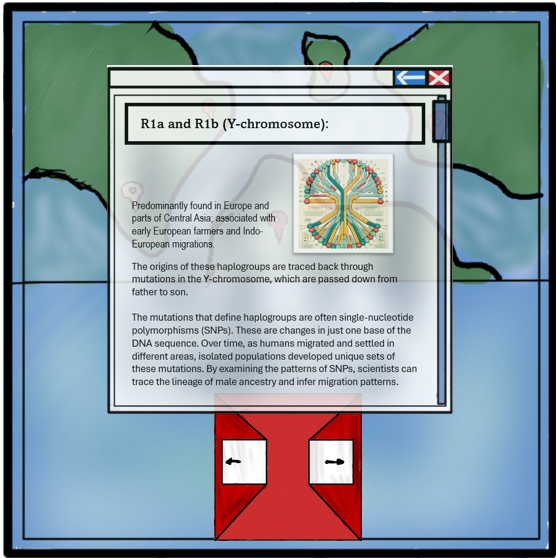 R1a and R1b (Y-chromosome):
Predominantly found in Europe and
parts of Central Asia; associated with
early European farmers and Indo-
European migrations.
The origins of these haplogroups are traced back through
mutations in the Y-chromosome, which are passed down from
father to son.
The mutations that define haplogroups are often single-nucleotide
polymorphisms (SNPs). These are changes in just one base of the
DNA sequence. Over time, as humans migrated and settled in
different areas, isolated populations developed unique sets of
these mutations. By examining the patterns of SNPs, scientists can
trace the lineage of male ancestry and infer migration patterns.